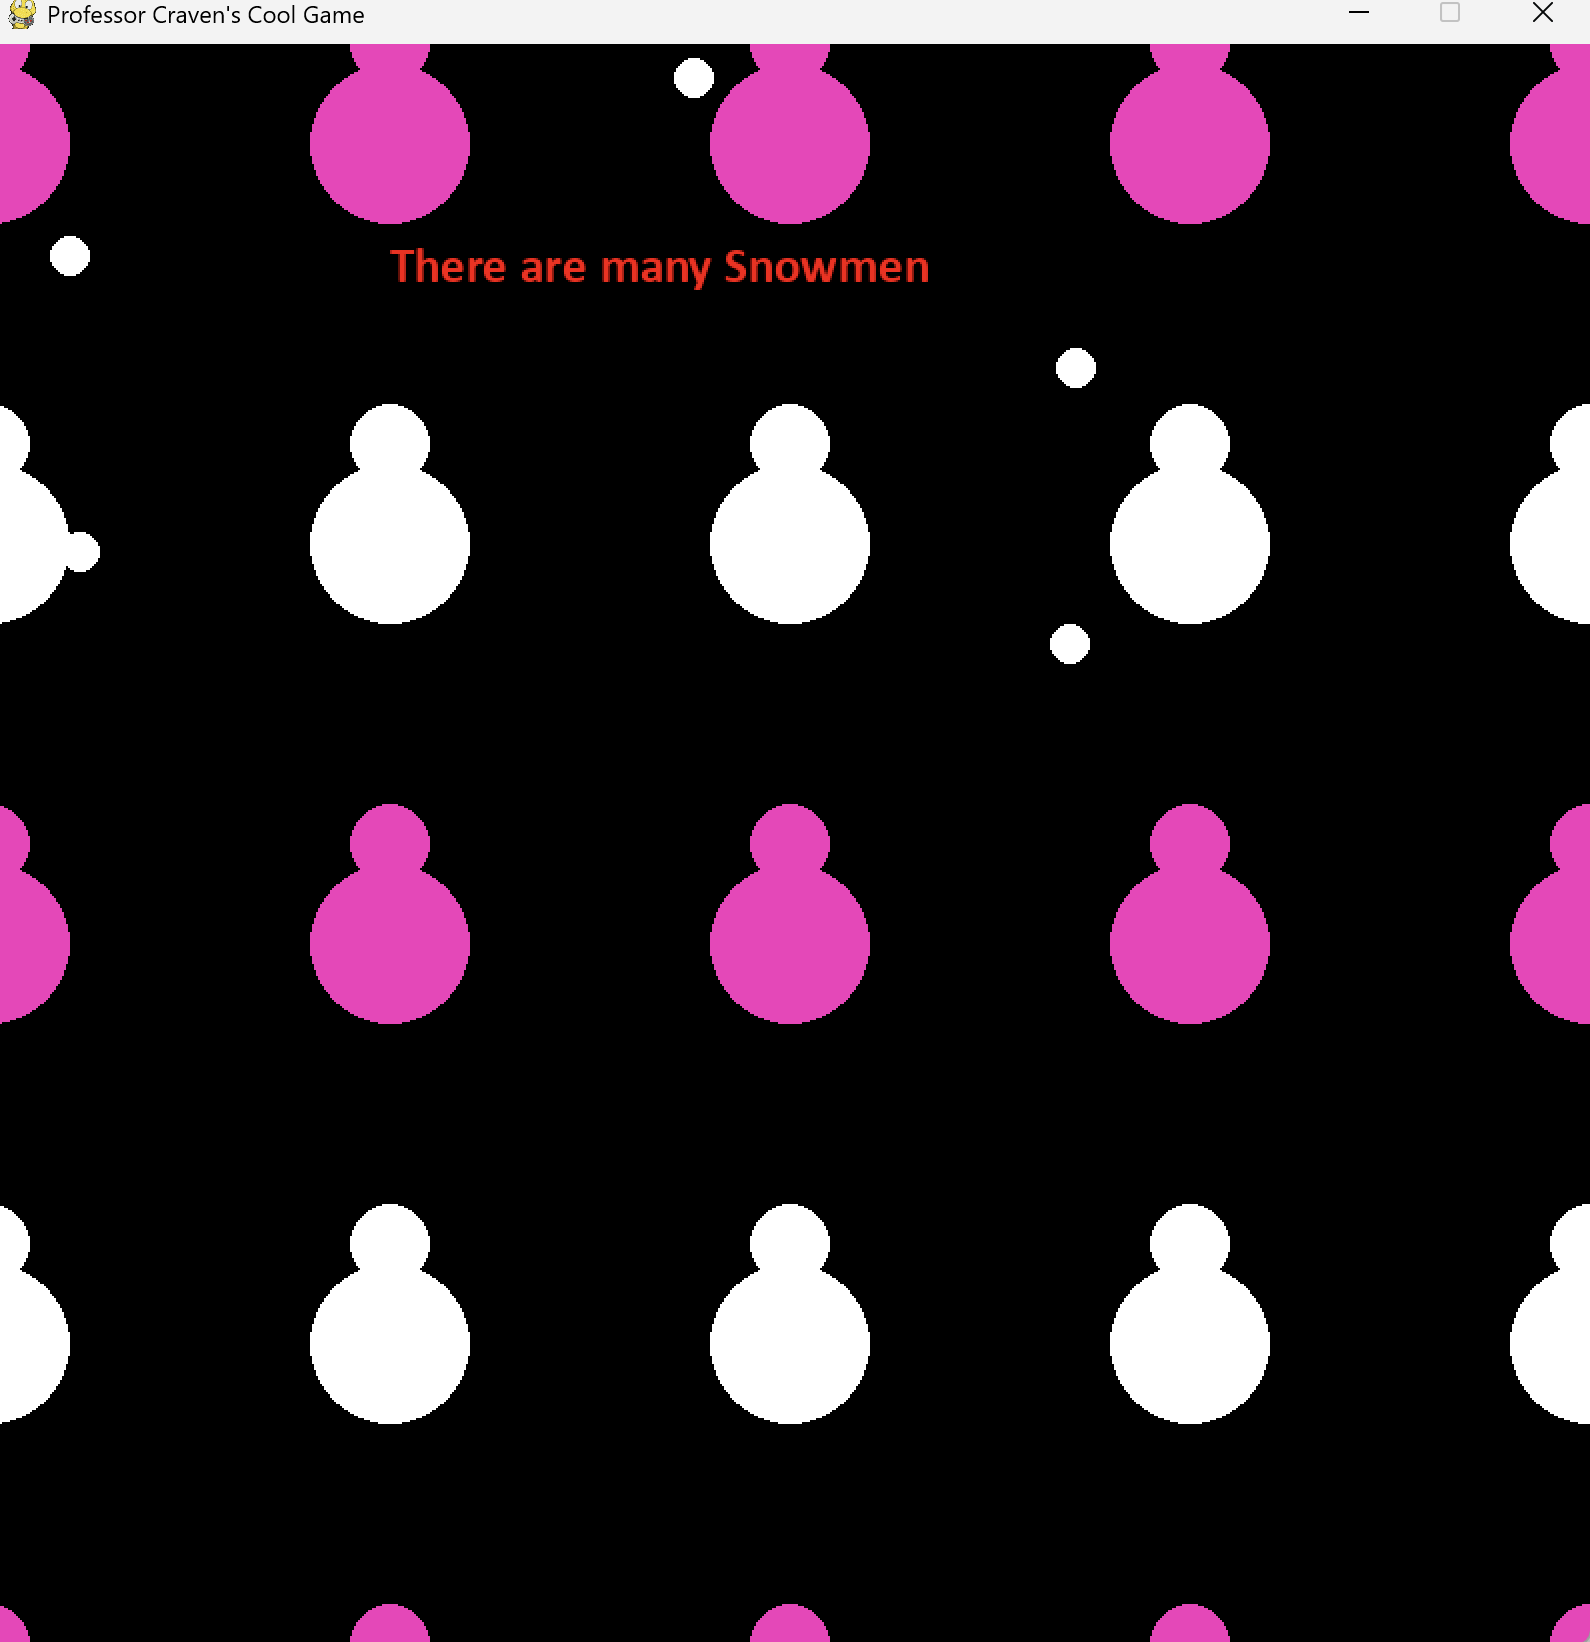 Professor Craven's Cool Game
There are many Snowmen